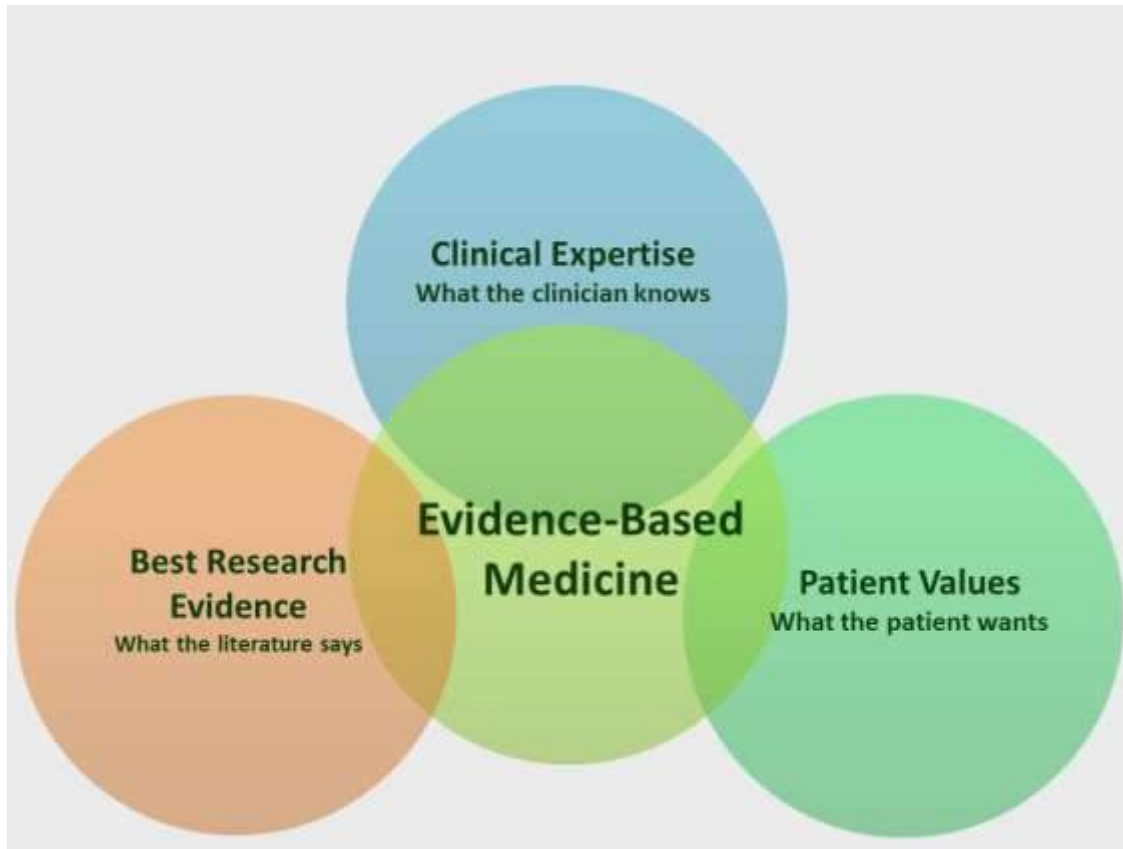 Clinical Expertise
What the clinician knows
Evidence-Based
Medicine
Best Research
Evidence
What the literature says
Patient Values
What the patient wants